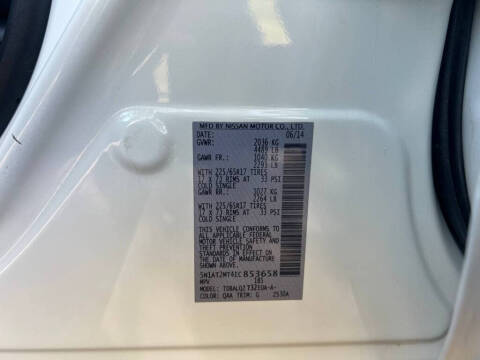 MFD BY NISSAN MOTOR CO., LTD.
DATE: 06/14
GVWR: 2036 KG
4489 LB
GAWR FR.: 1040 KG
2293 LB
WITH 225/65R17 TIRES
17 X 7J RIMS AT 33 PSI
COLD SINGLE
GAWR RR.: 1027 KG
2264 LB
WITH 225/65R17 TIRES
17 X 7J RIMS AT 33 PSI
COLD SINGLE
THIS VEHICLE CONFORMS TO
ALL APPLICABLE FEDERAL
MOTOR VEHICLE SAFETY AND
THEFT PREVENTION
STANDARDS IN EFFECT ON
THE DATE OF MANUFACTURE
SHOWN ABOVE.
5N1AT2MT4EC853658
MPV
MODEL:
COLOR: QAA TRIM: G